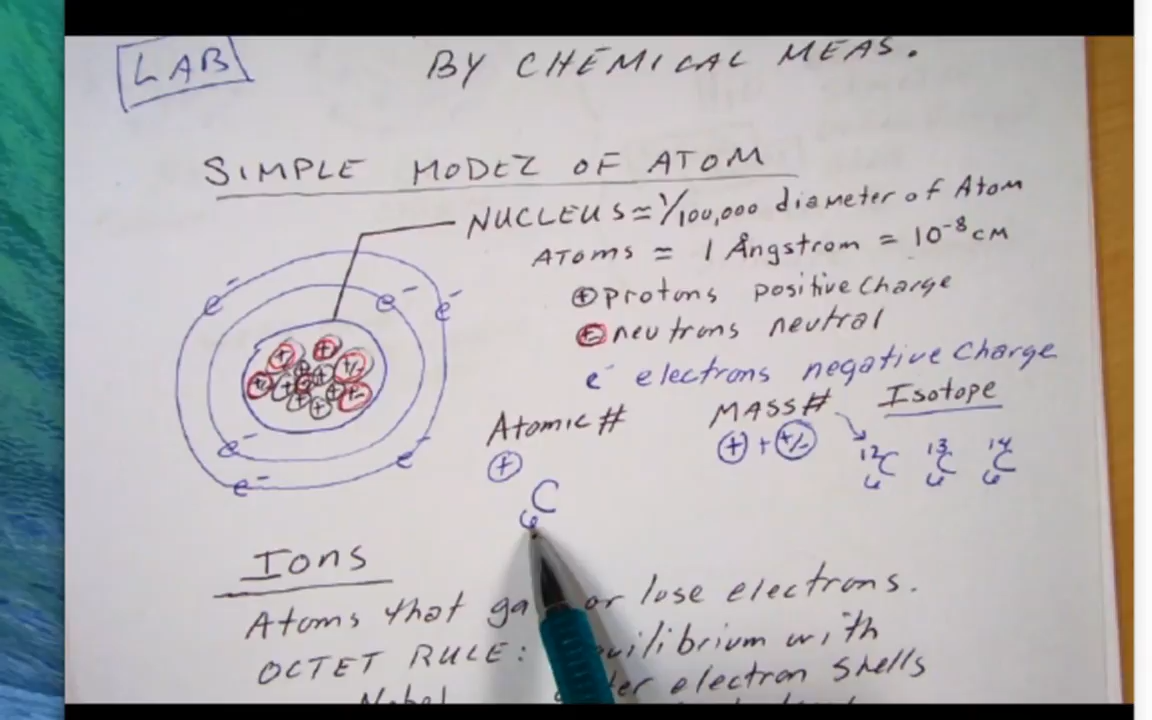 LAB
BY CHEMICAL MEAS.
SIMPLE MODEL OF ATOM
NUCLEUS ≈ 1/100,000 diameter of Atom
ATOMS ≈ 1 Ångstrom = 10⁻⁸ cm
⊕ protons positive charge
neutrons neutral
e⁻ electrons negative charge
Atomic # MASS # Isotope
+ + + +/- ¹²₆C ¹³₆C ¹⁴₆C
₆C
e⁻ e⁻ e⁻ e⁻ e⁻ e⁻
Ions
Atoms that or lose electrons.
OCTET RULE: with
Nobel electron shells